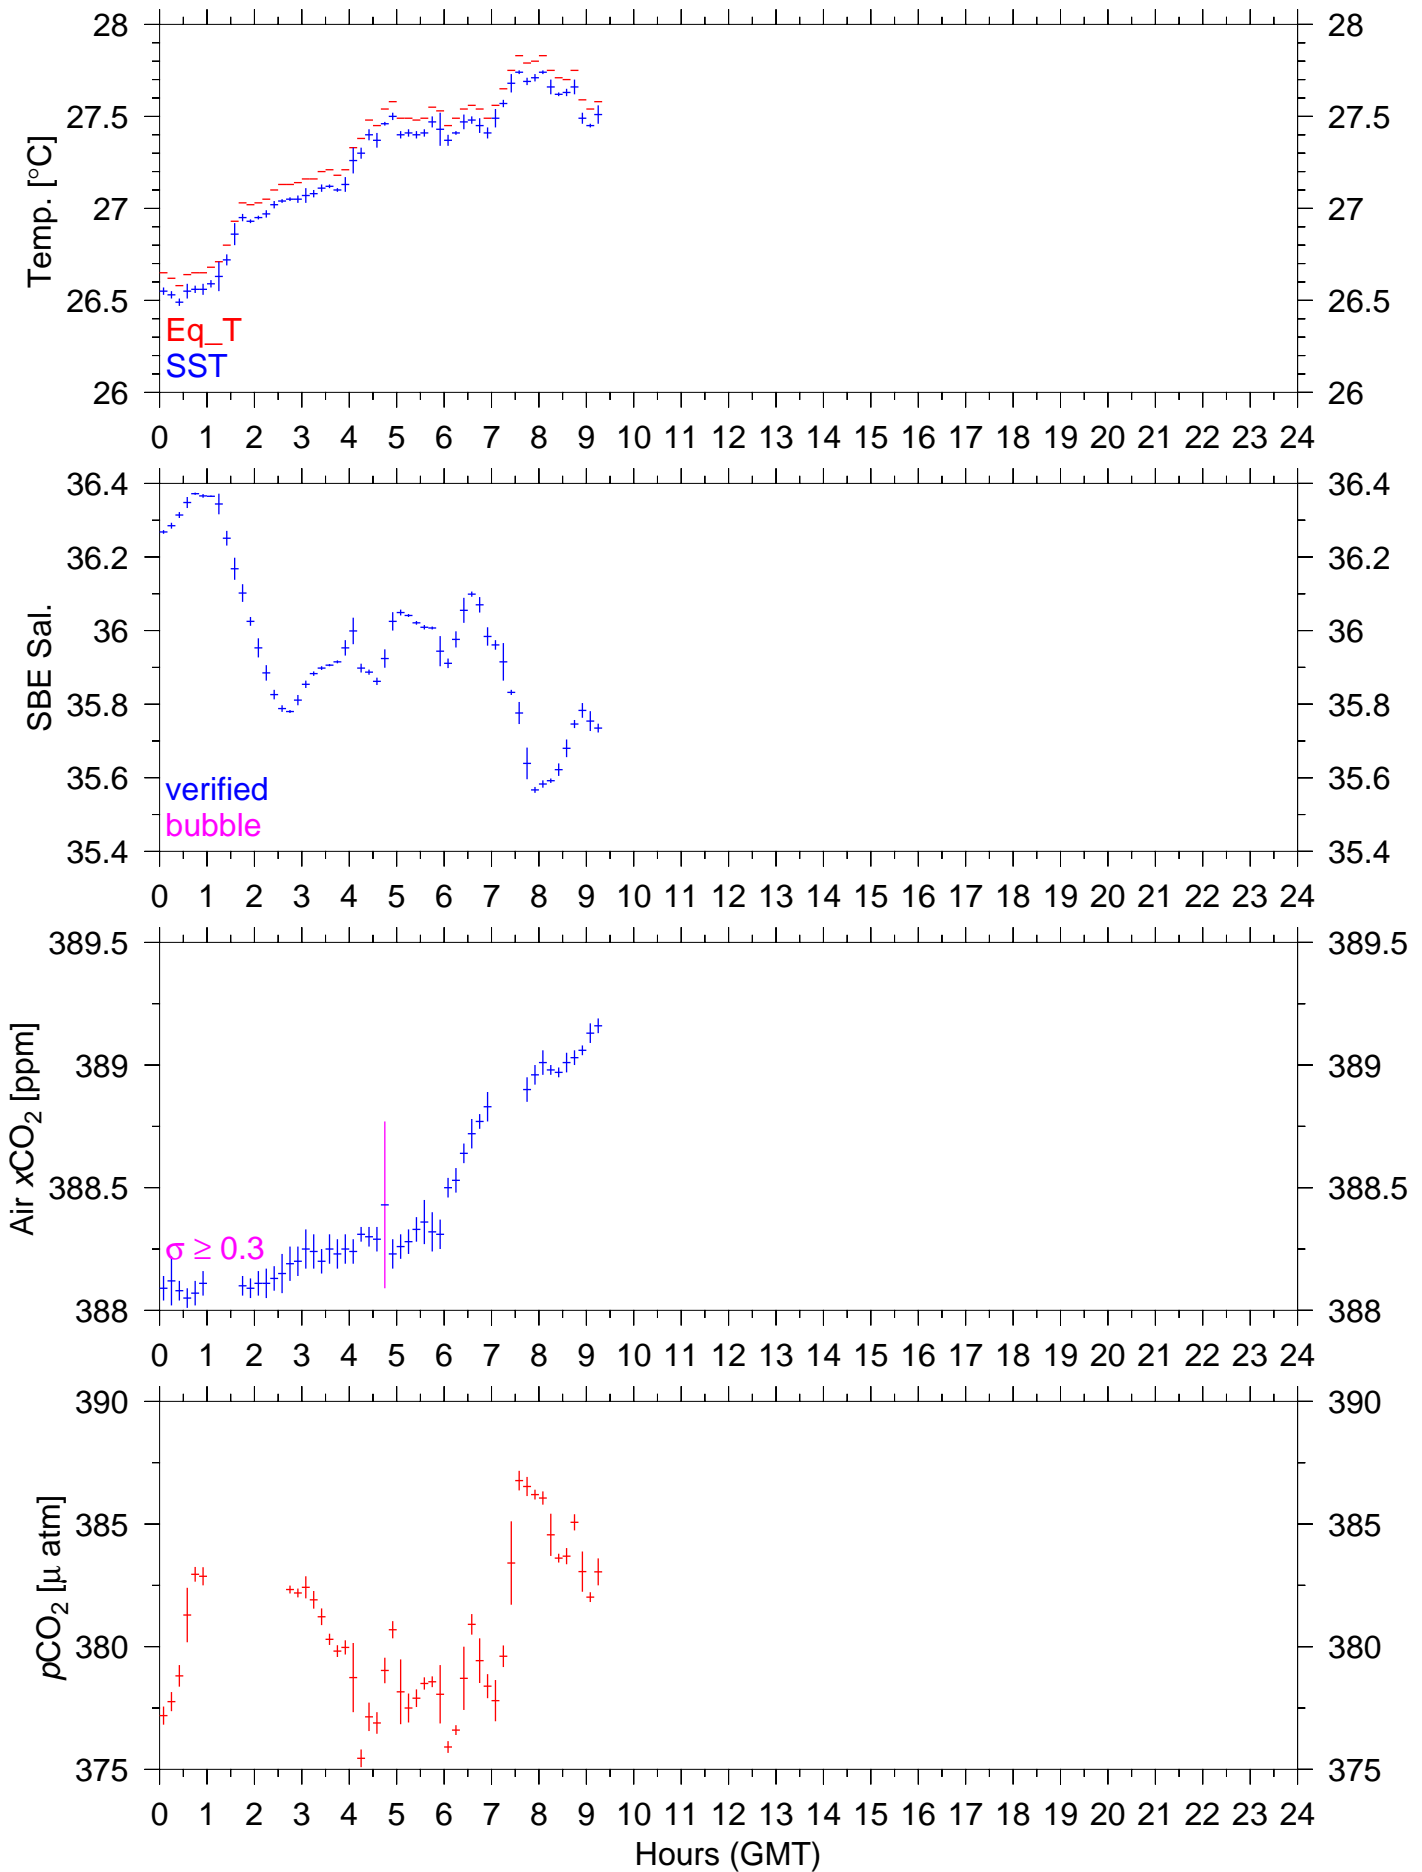 28 28
27.5 27.5
27 27
26.5 26.5
26 26
Temp. [°C]
Eq_T
SST
0 1 2 3 4 5 6 7 8 9 10 11 12 13 14 15 16 17 18 19 20 21 22 23 24
36.4 36.4
36.2 36.2
36 36
35.8 35.8
35.6 35.6
35.4 35.4
SBE Sal.
verified
bubble
0 1 2 3 4 5 6 7 8 9 10 11 12 13 14 15 16 17 18 19 20 21 22 23 24
389.5 389.5
389 389
388.5 388.5
388 388
Air xCO₂ [ppm]
σ ≥ 0.3
0 1 2 3 4 5 6 7 8 9 10 11 12 13 14 15 16 17 18 19 20 21 22 23 24
390 390
385 385
380 380
375 375
pCO₂ [µ atm]
0 1 2 3 4 5 6 7 8 9 10 11 12 13 14 15 16 17 18 19 20 21 22 23 24
Hours (GMT)